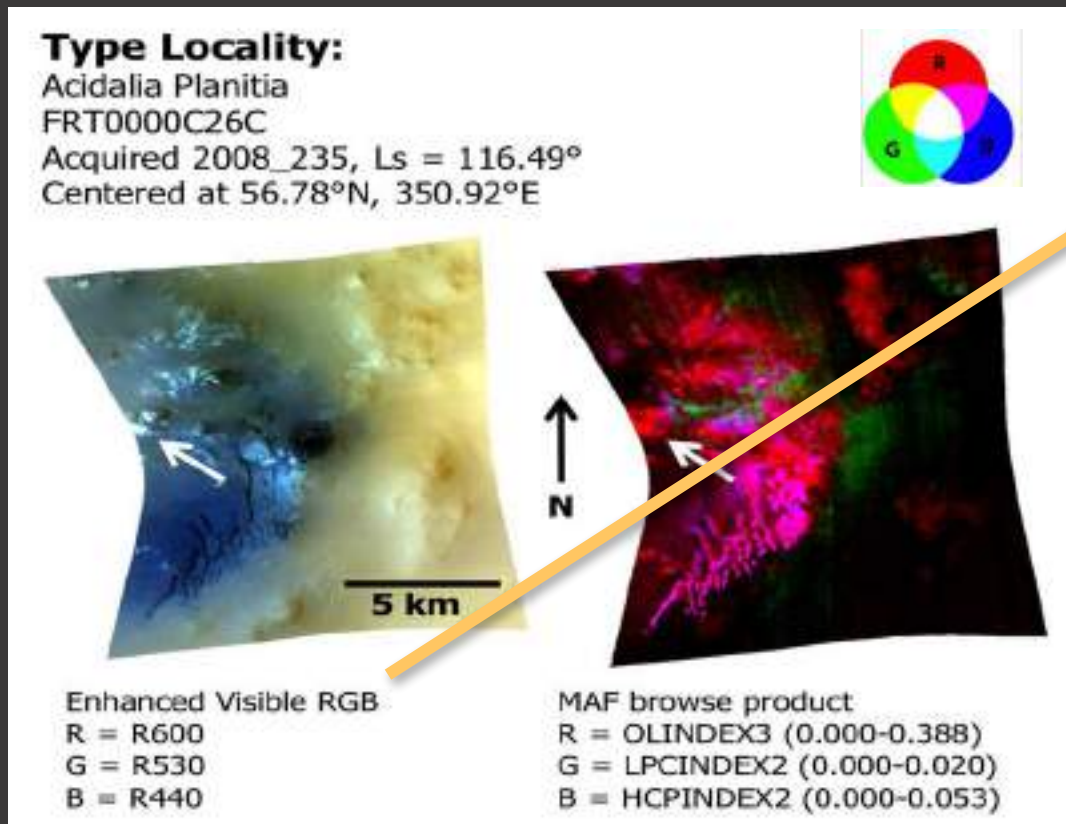 Type Locality:
Acidalia Planitia
FRT0000C26C
Acquired 2008_235, Ls = 116.49°
Centered at 56.78°N, 350.92°E
R
G
N
5 km
Enhanced Visible RGB
R = R600
G = R530
B = R440
MAF browse product
R = OLINDEX3 (0.000-0.388)
G = LPCINDEX2 (0.000-0.020)
B = HCPINDEX2 (0.000-0.053)